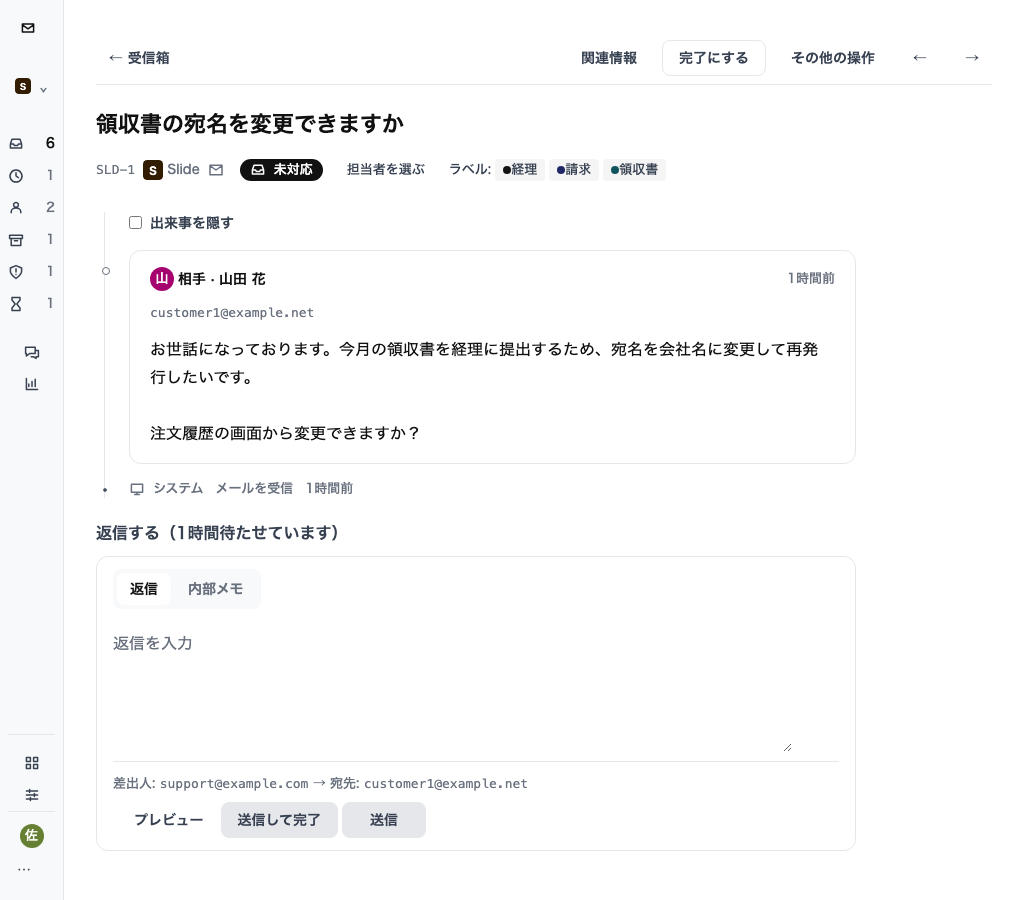 ← 受信箱
関連情報
完了にする
その他の操作
←
→
S
6
1
2
1
1
1
領収書の宛名を変更できますか
SLD-1 S Slide 未対応 担当者を選ぶ ラベル: 経理 請求 領収書
出来事を隠す
山 相手 · 山田 花 1時間前
customer1@example.net
お世話になっております。今月の領収書を経理に提出するため、宛名を会社名に変更して再発
行したいです。
注文履歴の画面から変更できますか？
システム メールを受信 1時間前
返信する（1時間待たせています）
返信 内部メモ
返信を入力
差出人: support@example.com → 宛先: customer1@example.net
プレビュー 送信して完了 送信
佐
…